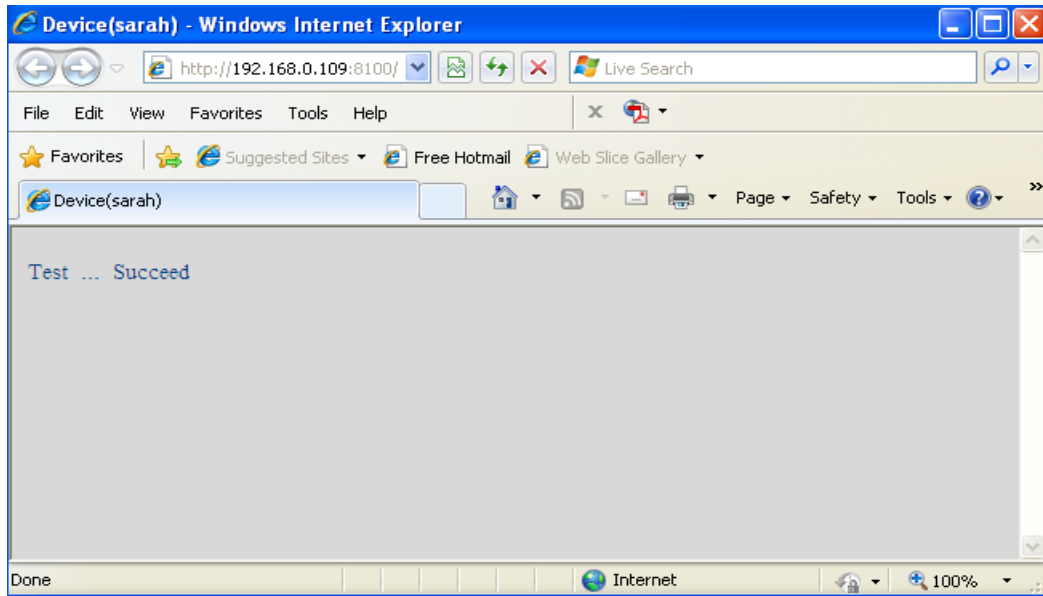 Device(sarah) - Windows Internet Explorer
http://192.168.0.109:8100/ Live Search
File Edit View Favorites Tools Help
Favorites Suggested Sites Free Hotmail Web Slice Gallery
Device(sarah) Page Safety Tools »
Test ... Succeed
Done Internet 100%